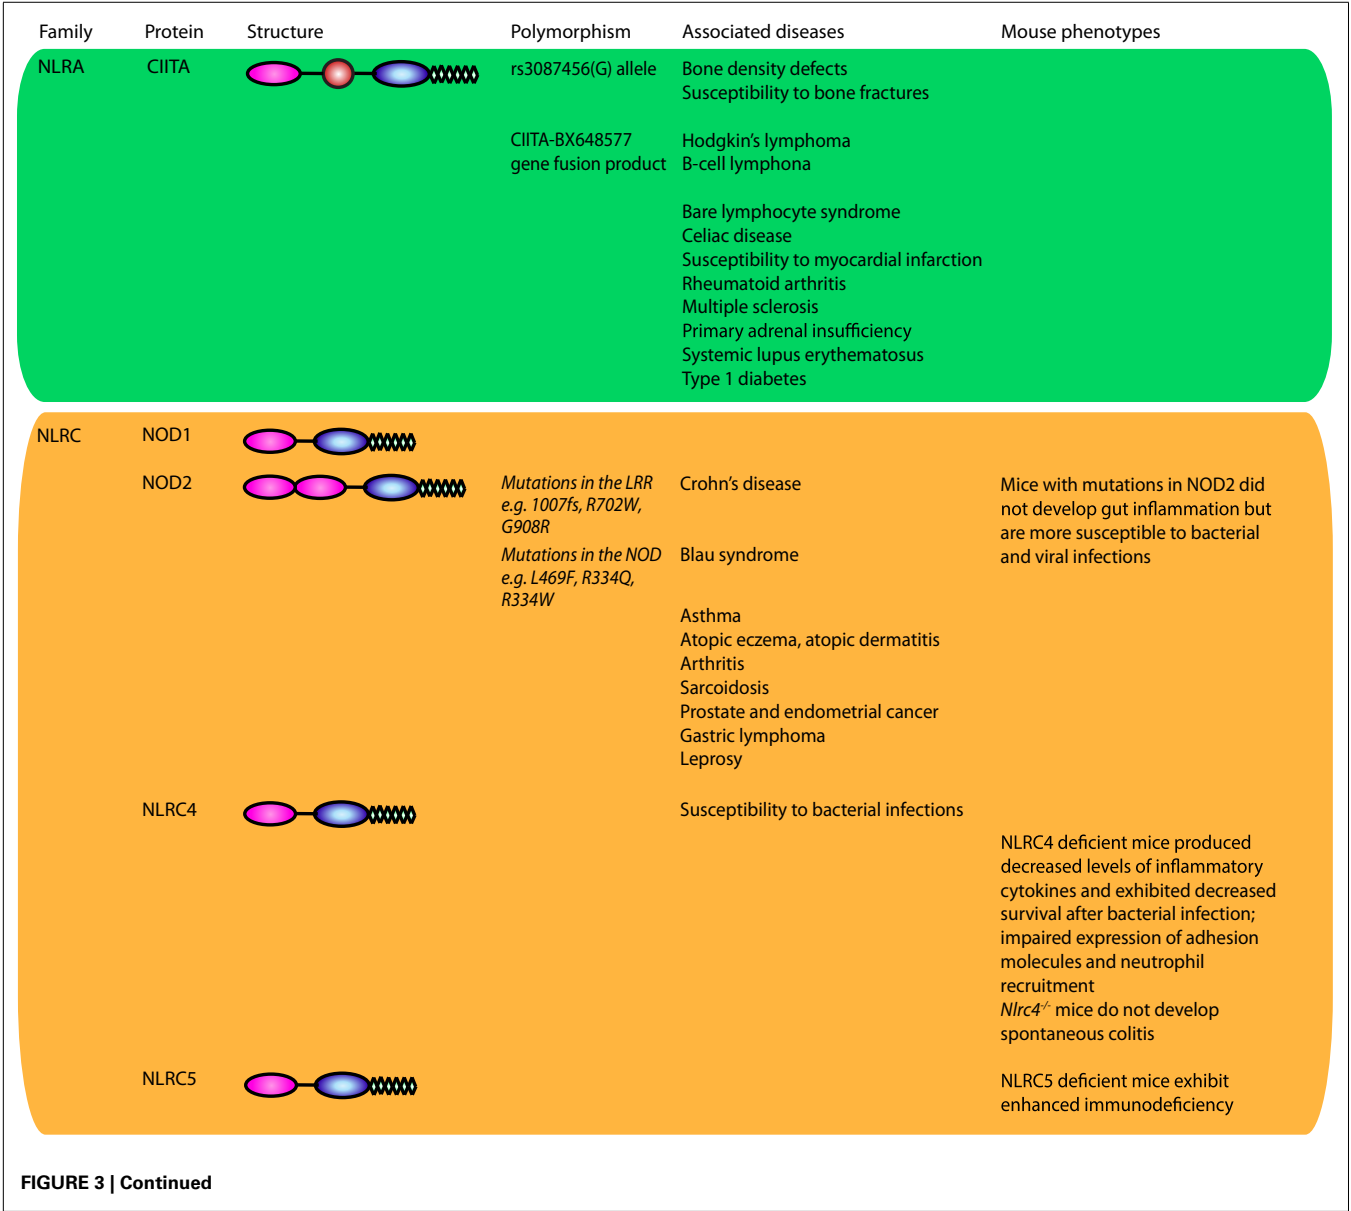 Family Protein Structure Polymorphism Associated diseases Mouse phenotypes
NLRA CIITA rs3087456(G) allele Bone density defects
Susceptibility to bone fractures
CIITA-BX648577 Hodgkin's lymphoma
gene fusion product B-cell lymphona
Bare lymphocyte syndrome
Celiac disease
Susceptibility to myocardial infarction
Rheumatoid arthritis
Multiple sclerosis
Primary adrenal insufficiency
Systemic lupus erythematosus
Type 1 diabetes
NLRC NOD1
NOD2 Mutations in the LRR Crohn's disease Mice with mutations in NOD2 did
e.g. 1007fs, R702W, not develop gut inflammation but
G908R are more susceptible to bacterial
Mutations in the NOD Blau syndrome and viral infections
e.g. L469F, R334Q,
R334W
Asthma
Atopic eczema, atopic dermatitis
Arthritis
Sarcoidosis
Prostate and endometrial cancer
Gastric lymphoma
Leprosy
NLRC4 Susceptibility to bacterial infections
NLRC4 deficient mice produced
decreased levels of inflammatory
cytokines and exhibited decreased
survival after bacterial infection;
impaired expression of adhesion
molecules and neutrophil
recruitment
Nlrc4-/- mice do not develop
spontaneous colitis
NLRC5 NLRC5 deficient mice exhibit
enhanced immunodeficiency
FIGURE 3 | Continued